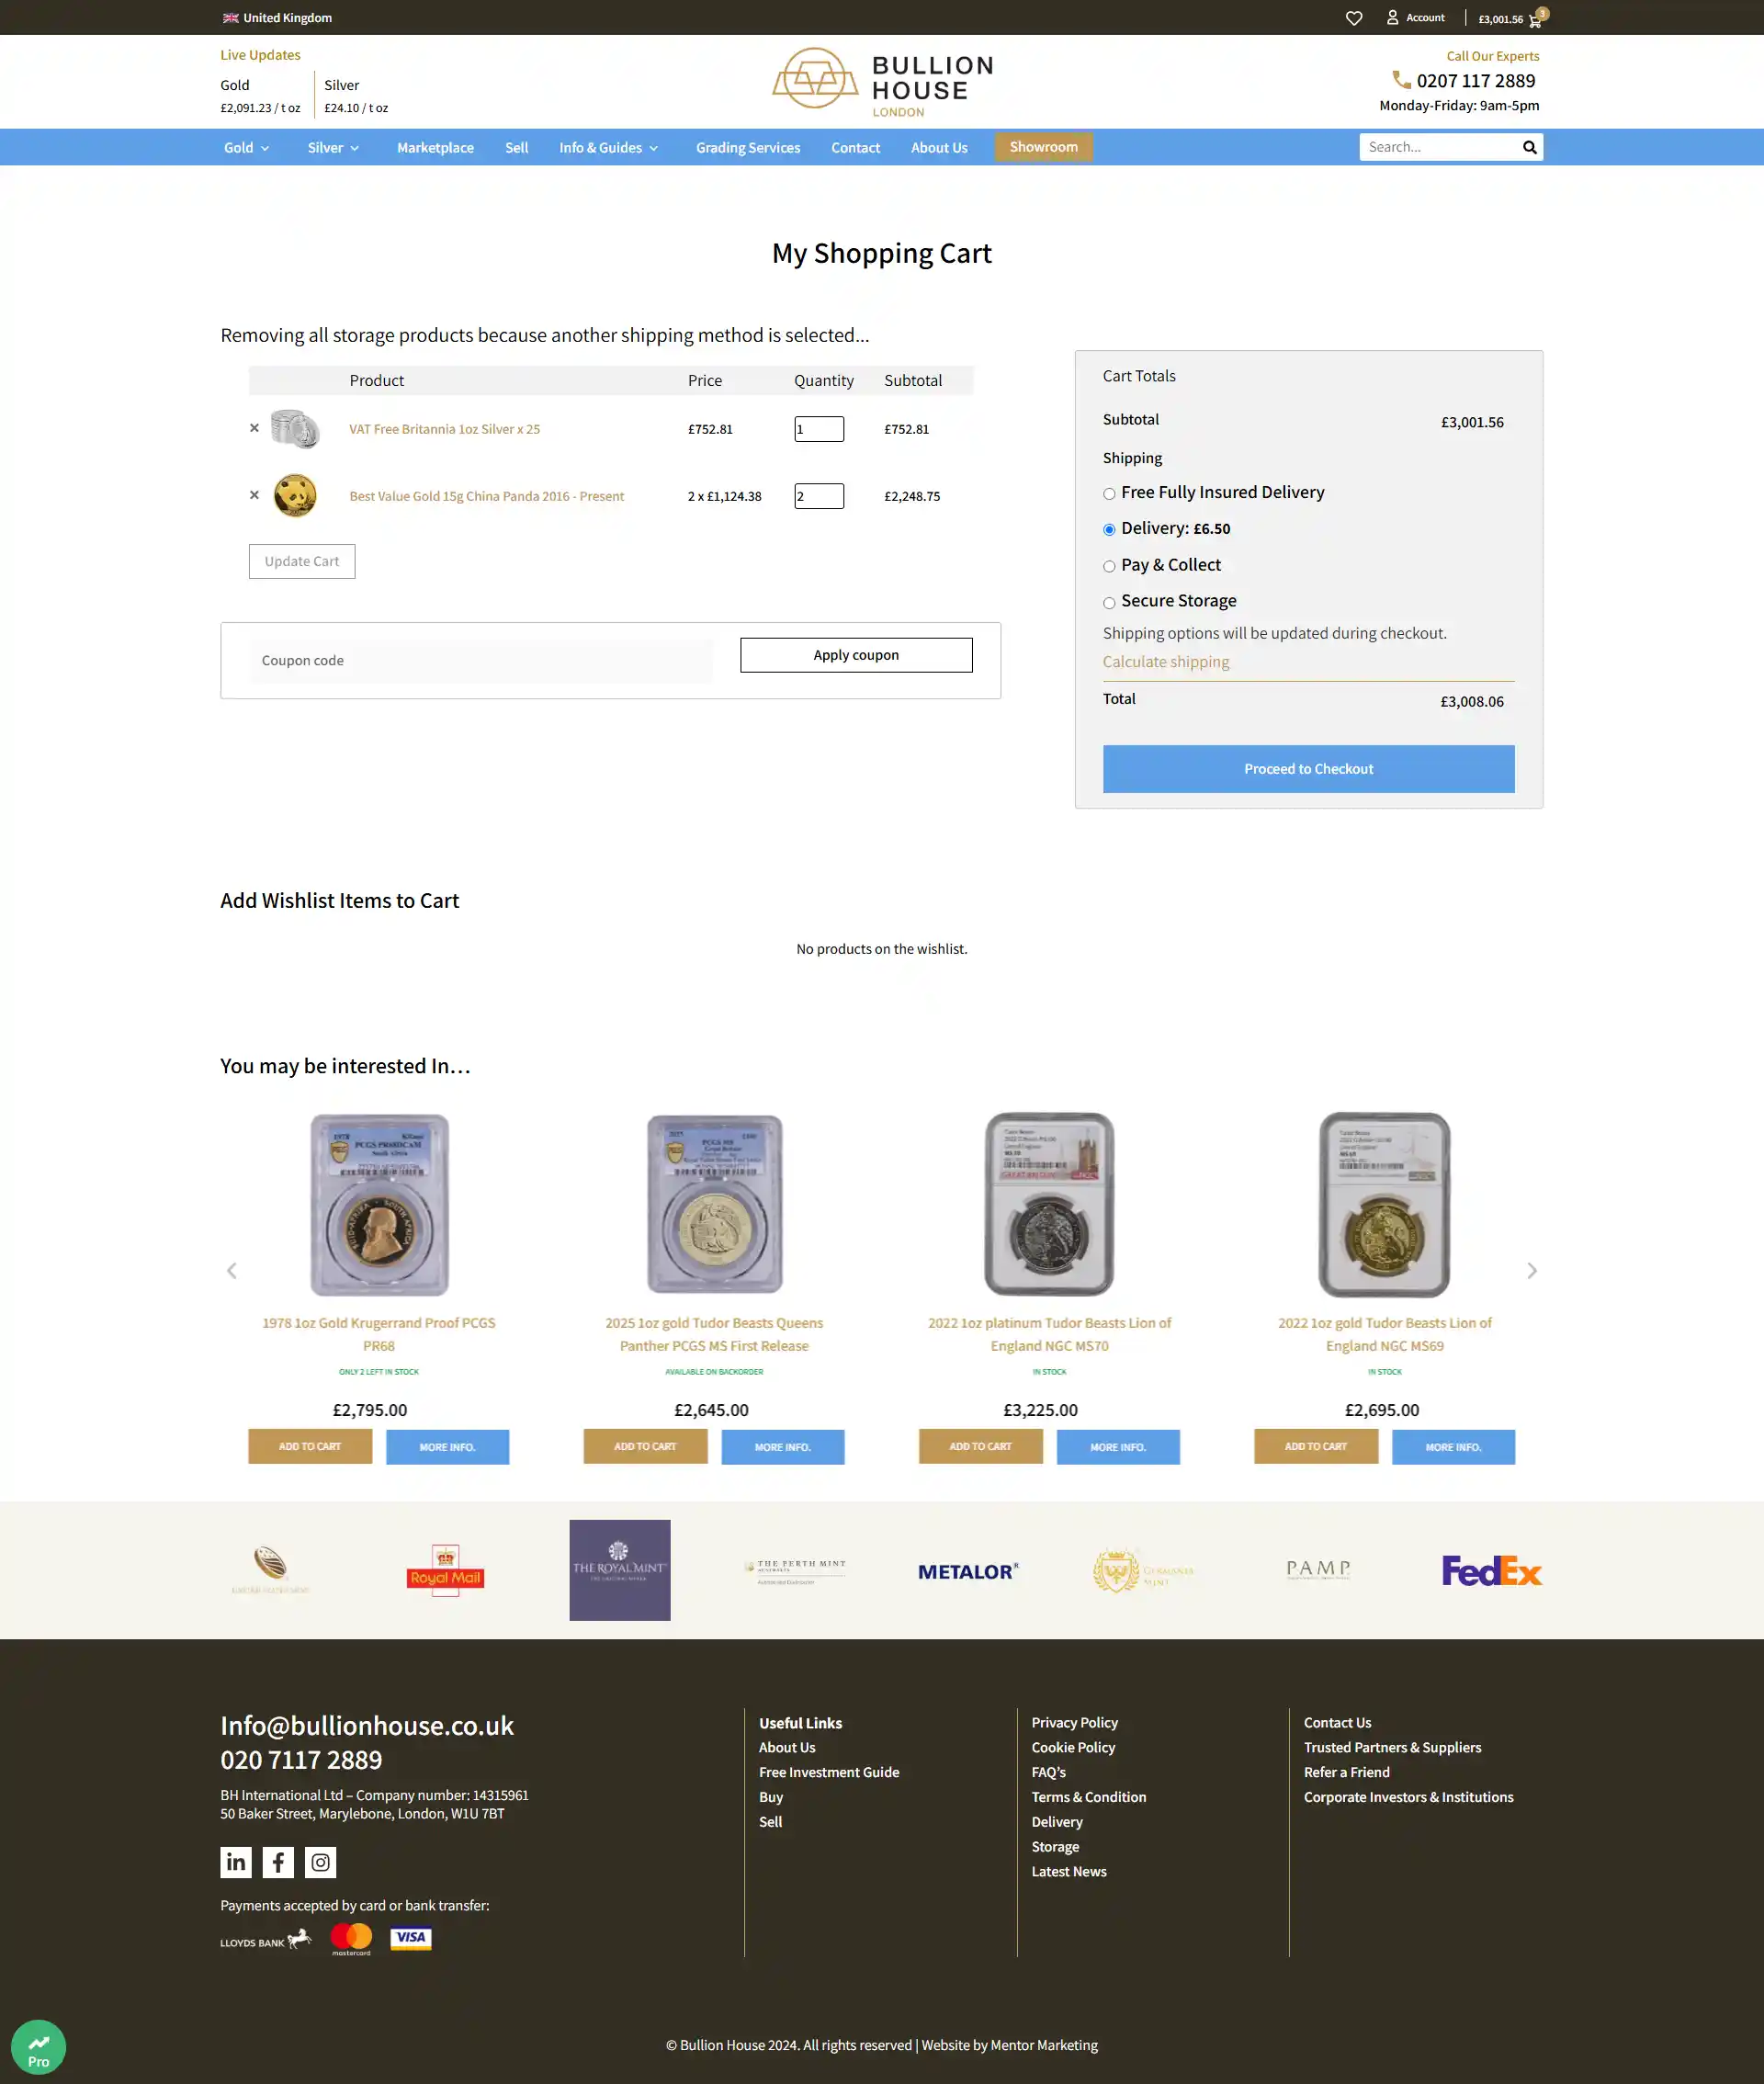 United Kingdom
Account
£3,001.56
3
Live Updates
Gold
£2,091.23 / t oz
Silver
£24.10 / t oz
BULLION
HOUSE
LONDON
Call Our Experts
0207 117 2889
Monday-Friday: 9am-5pm
Gold
Silver
Marketplace
Sell
Info & Guides
Grading Services
Contact
About Us
Showroom
Search...
My Shopping Cart
Removing all storage products because another shipping method is selected...
Product Price Quantity Subtotal
× VAT Free Britannia 1oz Silver x 25 £752.81 1 £752.81
× Best Value Gold 15g China Panda 2016 - Present 2 x £1,124.38 2 £2,248.75
Update Cart
Coupon code
Apply coupon
Cart Totals
Subtotal £3,001.56
Shipping
Free Fully Insured Delivery
Delivery: £6.50
Pay & Collect
Secure Storage
Shipping options will be updated during checkout.
Calculate shipping
Total £3,008.06
Proceed to Checkout
Add Wishlist Items to Cart
No products on the wishlist.
You may be interested In…
1978 1oz Gold Krugerrand Proof PCGS
PR68
ONLY 2 LEFT IN STOCK
£2,795.00
ADD TO CART
MORE INFO.
2025 1oz gold Tudor Beasts Queens
Panther PCGS MS First Release
AVAILABLE ON BACKORDER
£2,645.00
ADD TO CART
MORE INFO.
2022 1oz platinum Tudor Beasts Lion of
England NGC MS70
IN STOCK
£3,225.00
ADD TO CART
MORE INFO.
2022 1oz gold Tudor Beasts Lion of
England NGC MS69
IN STOCK
£2,695.00
ADD TO CART
MORE INFO.
Royal Mail
THE ROYAL MINT
THE PERTH MINT
METALOR
PAMP
FedEx
Info@bullionhouse.co.uk
020 7117 2889
BH International Ltd – Company number: 14315961
50 Baker Street, Marylebone, London, W1U 7BT
Payments accepted by card or bank transfer:
LLOYDS BANK
mastercard
VISA
Useful Links
About Us
Free Investment Guide
Buy
Sell
Privacy Policy
Cookie Policy
FAQ's
Terms & Condition
Delivery
Storage
Latest News
Contact Us
Trusted Partners & Suppliers
Refer a Friend
Corporate Investors & Institutions
© Bullion House 2024. All rights reserved | Website by Mentor Marketing
Pro